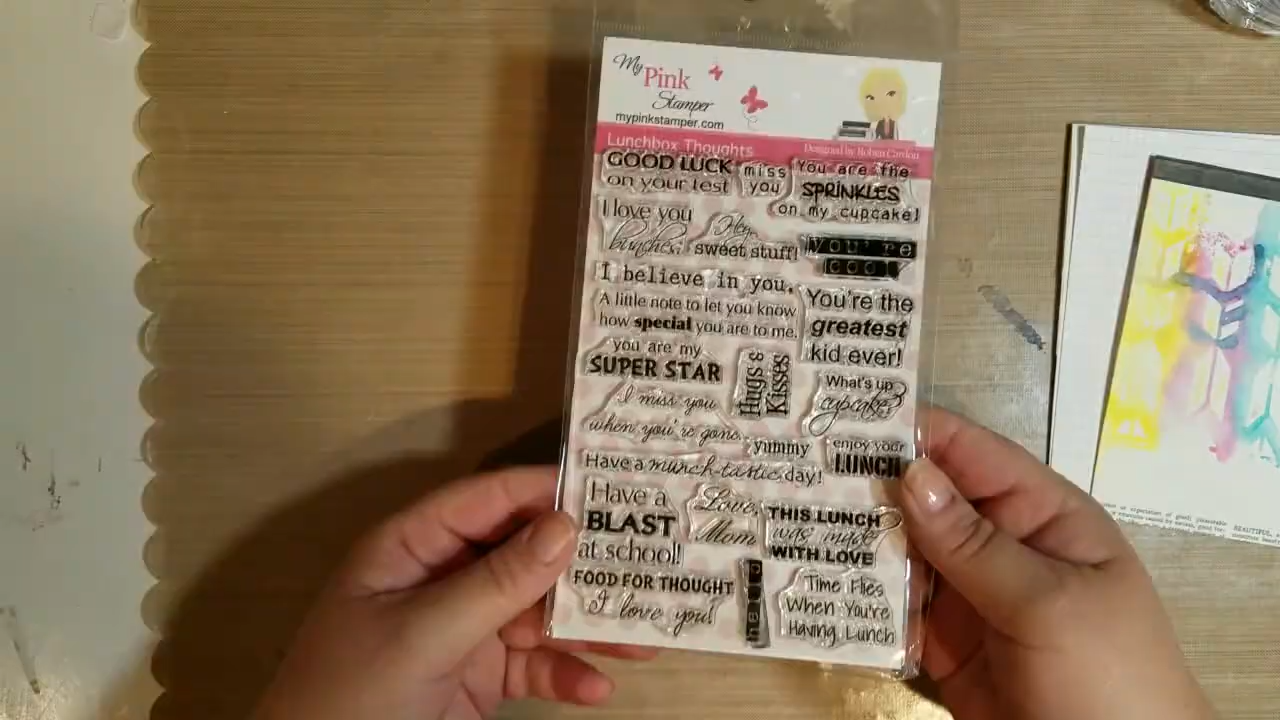 My
Pink
Stamper
mypinkstamper.com
Lunchbox Thoughts
Designed by Robyn Cardon
GOOD LUCK
on your test
miss
you
You are the
SPRINKLES
on my cupcake!
I love you
bunches!
Hey,
sweet stuff!
you're
cool
I believe in you.
A little note to let you know
how special you are to me.
You're the
greatest
kid ever!
you are my
SUPER STAR
Hugs &
Kisses
What's up
cupcake?
I miss you
when you're gone.
yummy
enjoy your
LUNCH
Have a munch-tastic day!
Have a
BLAST
at school!
Love,
Mom
THIS LUNCH
was made
WITH LOVE
FOOD FOR THOUGHT
I love you!
Time Flies
When You're
Having Lunch
BEAUTIFUL